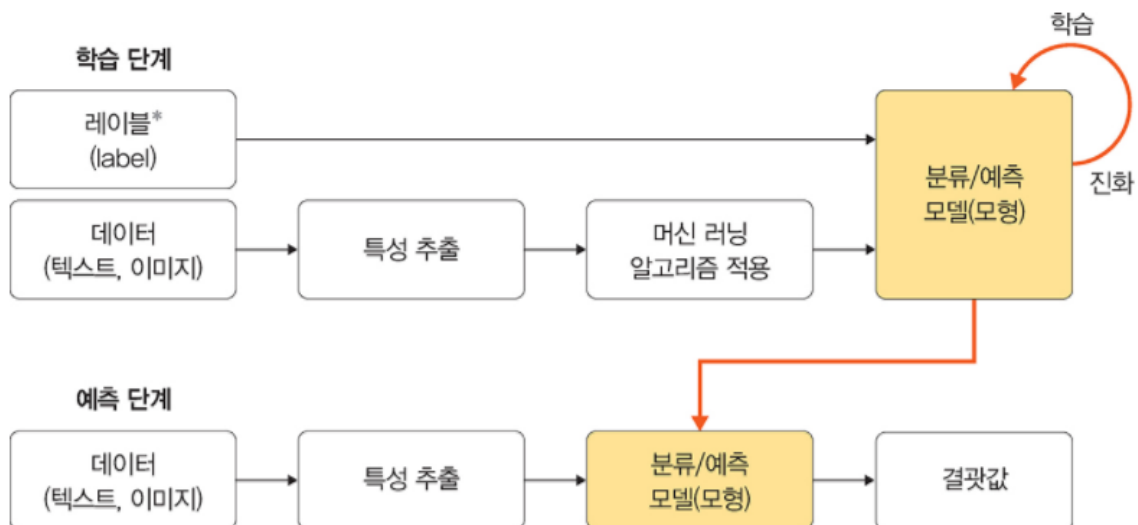 학습 단계
학습
레이블*
(label)
분류/예측
모델(모형)
진화
데이터
(텍스트, 이미지)
특성 추출
머신 러닝
알고리즘 적용
예측 단계
데이터
(텍스트, 이미지)
특성 추출
분류/예측
모델(모형)
결괏값